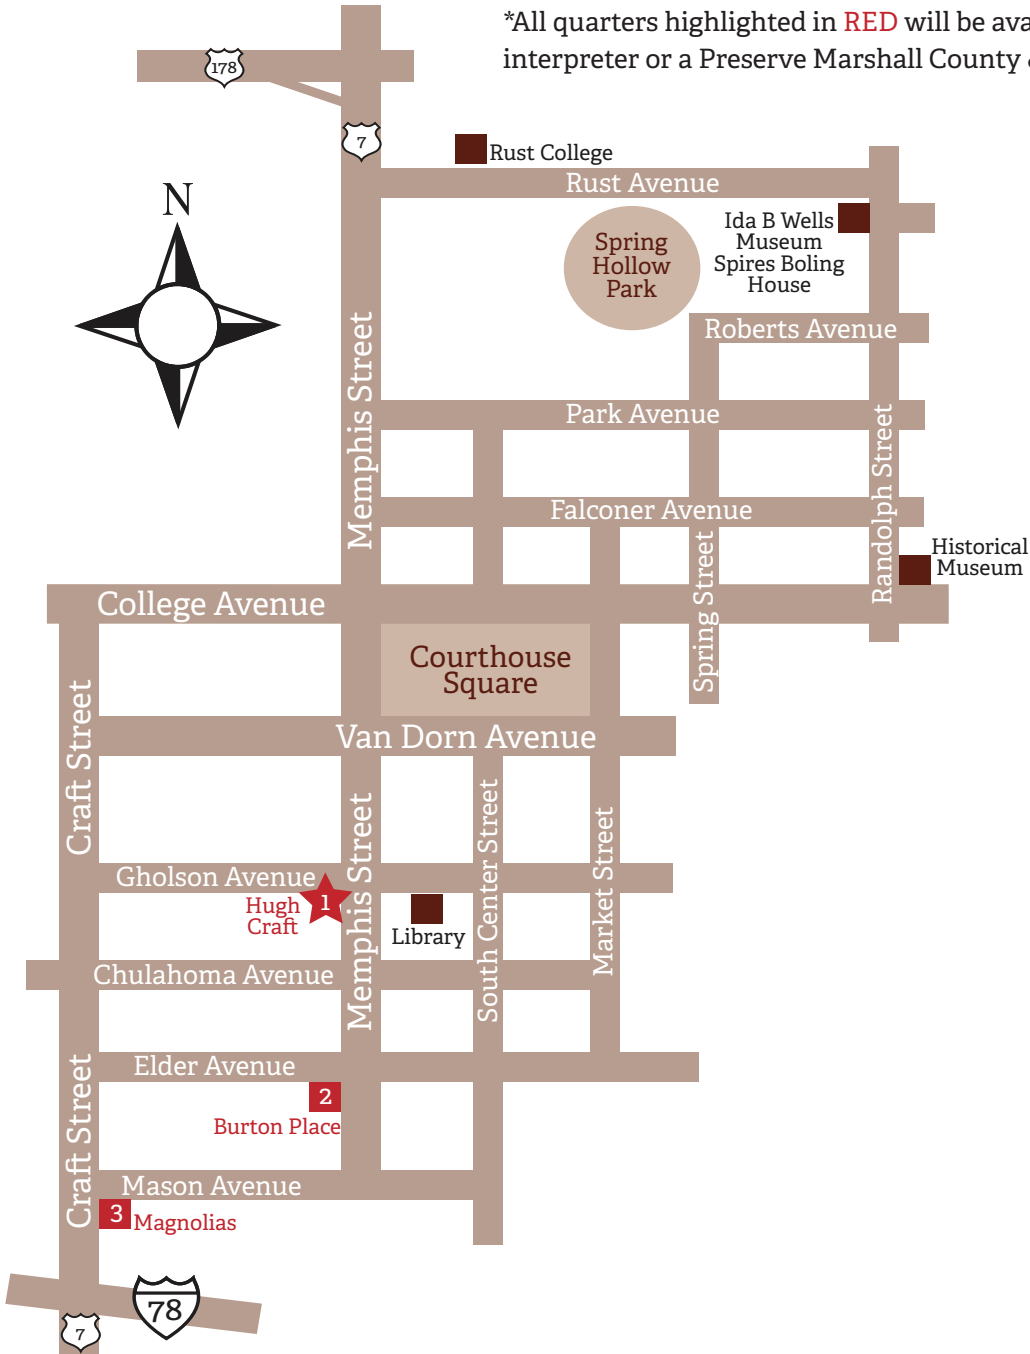 *All quarters highlighted in RED will be ava
interpreter or a Preserve Marshall County
178
7
Rust College
Rust Avenue
N
Ida B Wells
Museum
Spires Boling
House
Spring
Hollow
Park
Roberts Avenue
Memphis Street
Park Avenue
Randolph Street
Falconer Avenue
Historical
Museum
Spring Street
College Avenue
Courthouse
Square
Craft Street
Van Dorn Avenue
Memphis Street
South Center Street
Market Street
Gholson Avenue
1
Hugh
Craft
Library
Chulahoma Avenue
Elder Avenue
2
Burton Place
Craft Street
Mason Avenue
3
Magnolias
78
7